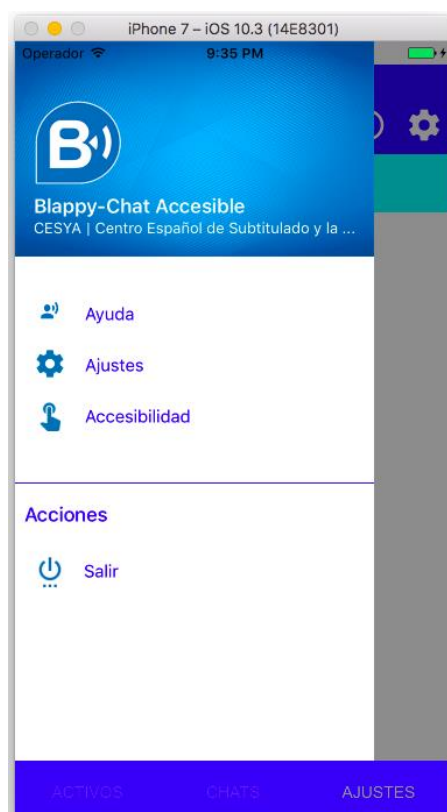 iPhone 7 – iOS 10.3 (14E8301)
Operador 9:35 PM
B
Blappy-Chat Accesible
CESYA | Centro Español de Subtitulado y la ...
Ayuda
Ajustes
Accesibilidad
Acciones
Salir
ACTIVOS CHATS AJUSTES